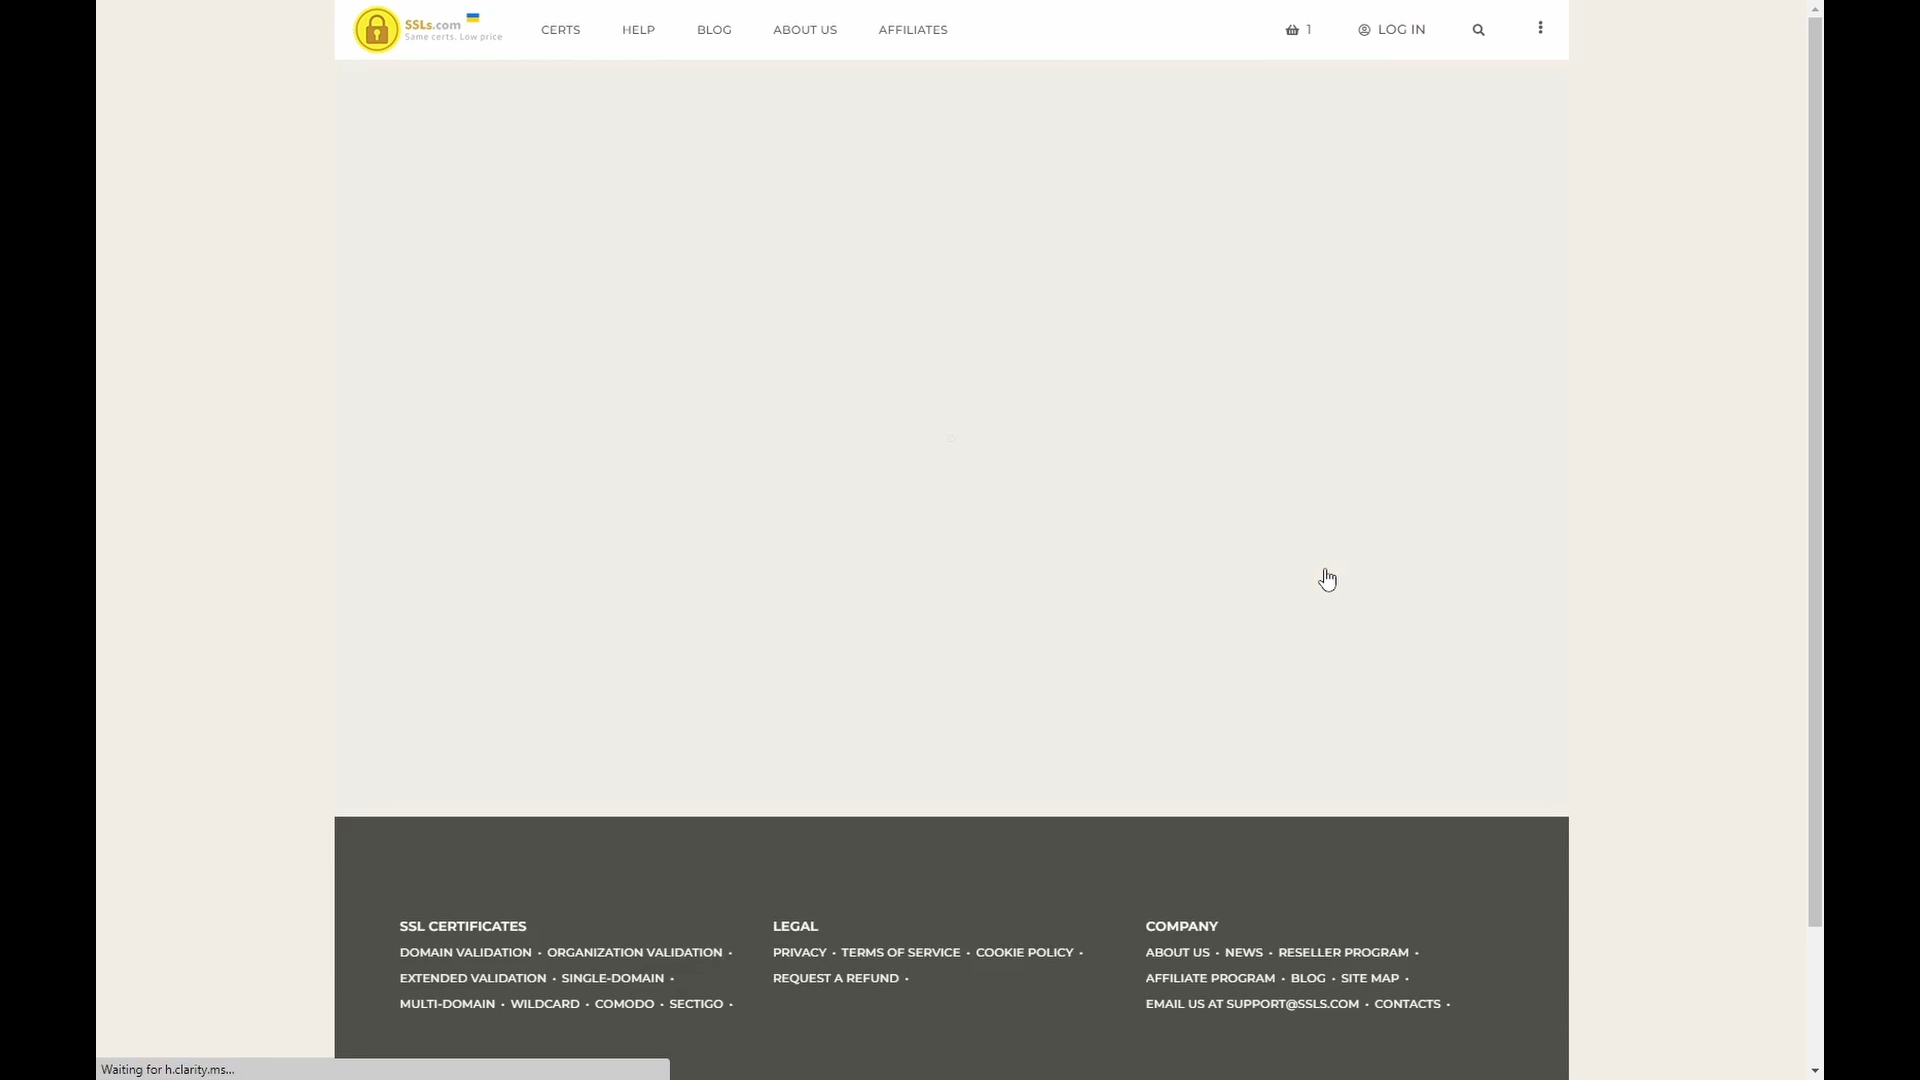 SSLs.com
Same certs. Low price
CERTS HELP BLOG ABOUT US AFFILIATES 1 LOG IN
SSL CERTIFICATES
DOMAIN VALIDATION · ORGANIZATION VALIDATION ·
EXTENDED VALIDATION · SINGLE-DOMAIN ·
MULTI-DOMAIN · WILDCARD · COMODO · SECTIGO ·
LEGAL
PRIVACY · TERMS OF SERVICE · COOKIE POLICY ·
REQUEST A REFUND ·
COMPANY
ABOUT US · NEWS · RESELLER PROGRAM ·
AFFILIATE PROGRAM · BLOG · SITE MAP ·
EMAIL US AT SUPPORT@SSLS.COM · CONTACTS ·
Waiting for h.clarity.ms...